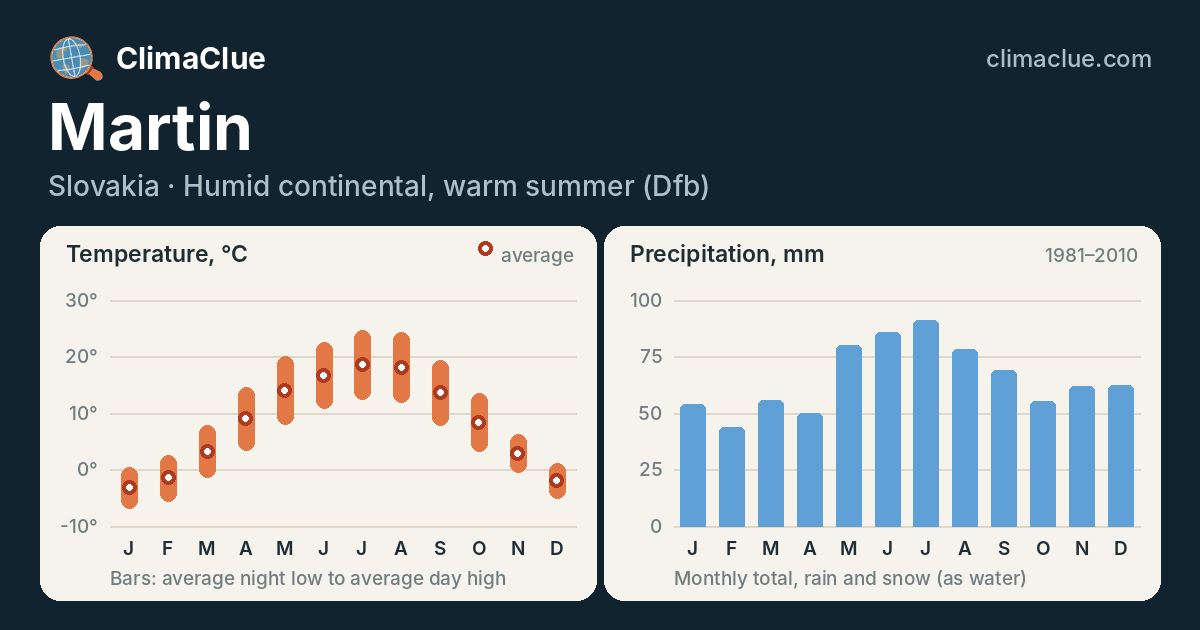 ClimaClue
climaclue.com
Martin
Slovakia · Humid continental, warm summer (Dfb)
Temperature, °C
average
30°
20°
10°
0°
-10°
J F M A M J J A S O N D
Bars: average night low to average day high
Precipitation, mm
1981–2010
100
75
50
25
0
J F M A M J J A S O N D
Monthly total, rain and snow (as water)